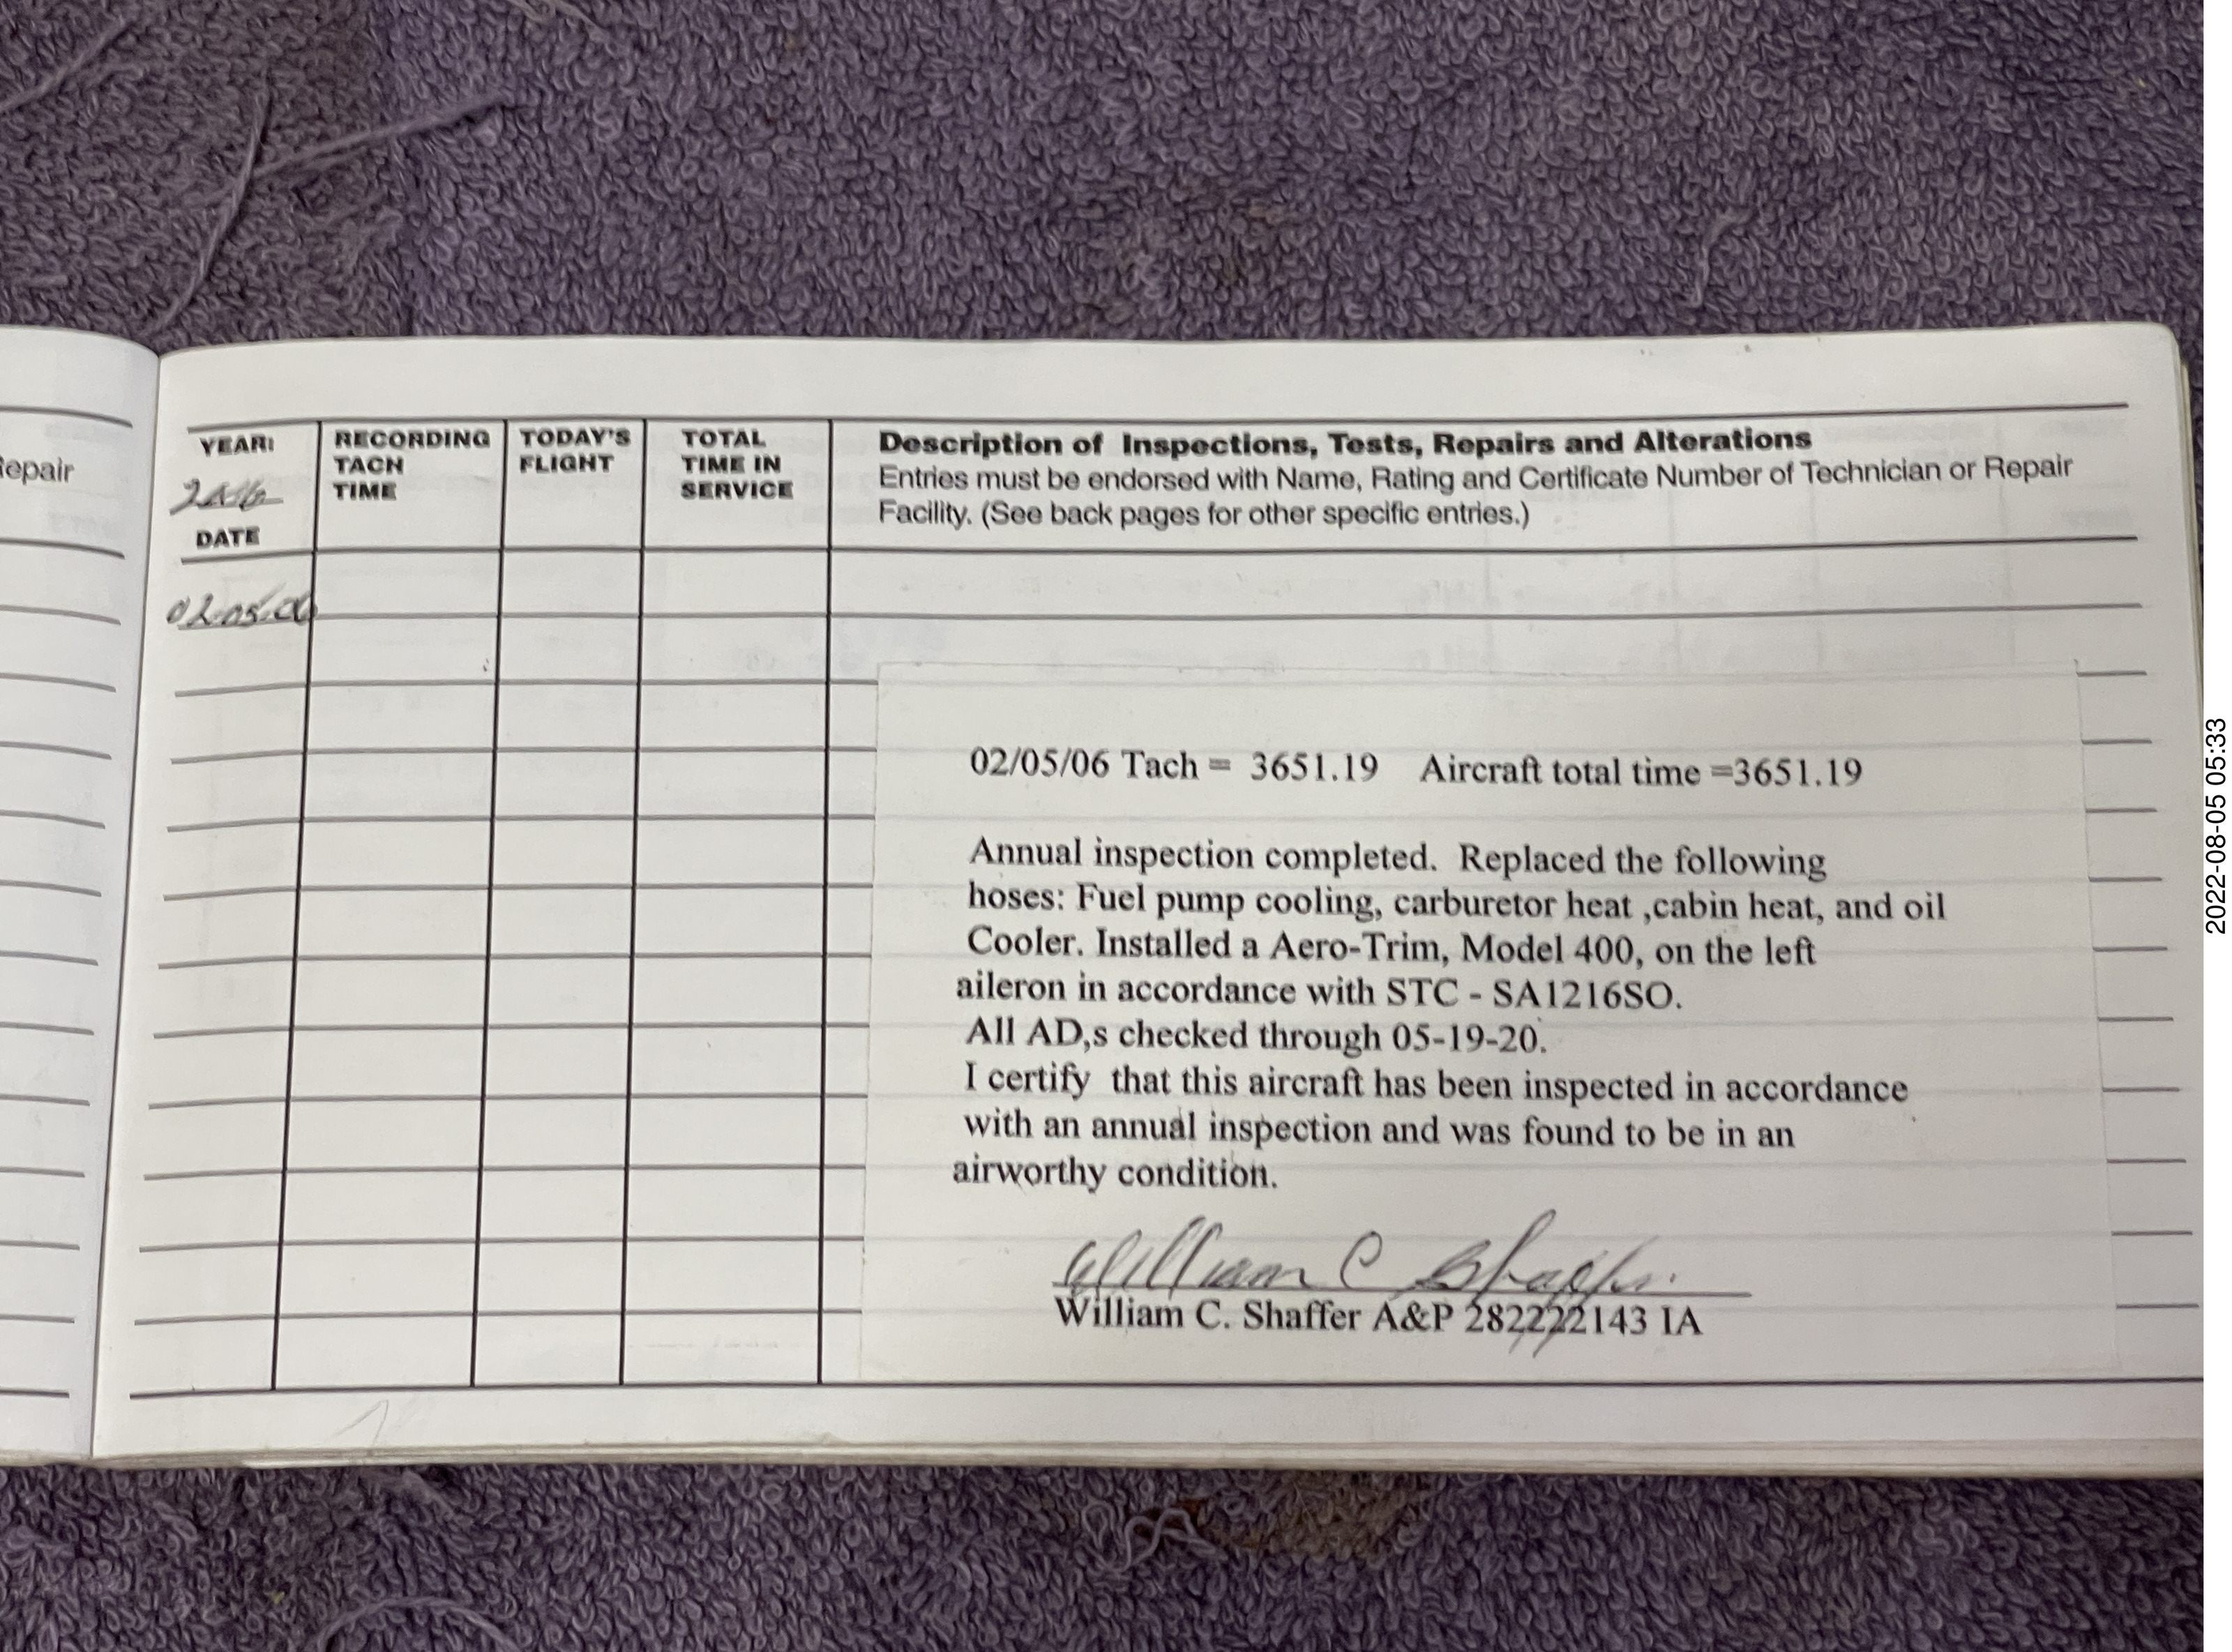 epair
YEAR:
2006
DATE
RECORDING
TACH
TIME
TODAY'S
FLIGHT
TOTAL
TIME IN
SERVICE
Description of Inspections, Tests, Repairs and Alterations
Entries must be endorsed with Name, Rating and Certificate Number of Technician or Repair
Facility. (See back pages for other specific entries.)
02.05.06
02/05/06 Tach = 3651.19 Aircraft total time =3651.19
Annual inspection completed. Replaced the following
hoses: Fuel pump cooling, carburetor heat ,cabin heat, and oil
Cooler. Installed a Aero-Trim, Model 400, on the left
aileron in accordance with STC - SA1216SO.
All AD,s checked through 05-19-20.
I certify that this aircraft has been inspected in accordance
with an annual inspection and was found to be in an
airworthy condition.
William C Shaffer
William C. Shaffer A&P 282222143 IA
2022-08-05 05:33